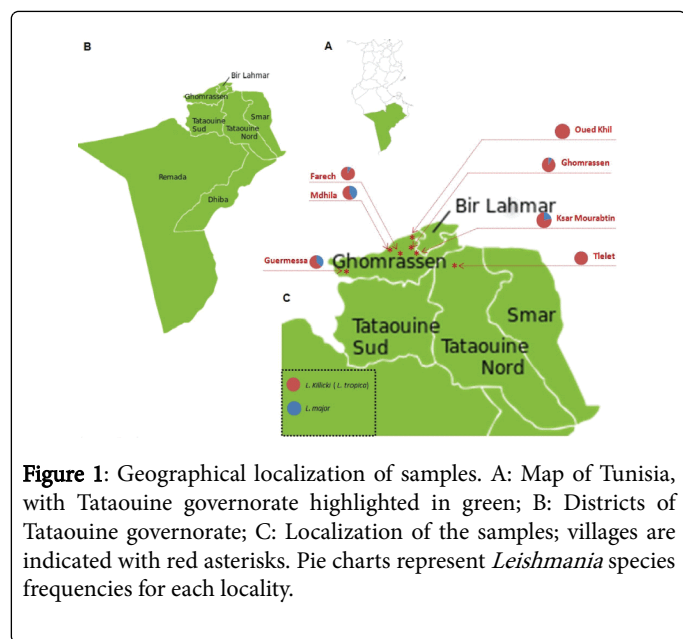 B
A
Bir Lahmar
Ghomrassen
Smar
Tataouine
Sud
Tataouine
Nord
Remada
Dhiba
Oued Khil
Farech
Ghomrassen
Mdhila
Bir Lahmar
Ksar Mourabtin
Guermessa
Ghomrassen
Tlelet
C
Smar
Tataouine
Sud
Tataouine
Nord
L. Killicki ( L. tropica)
L. major
Figure 1: Geographical localization of samples. A: Map of Tunisia,
with Tataouine governorate highlighted in green; B: Districts of
Tataouine governorate; C: Localization of the samples; villages are
indicated with red asterisks. Pie charts represent Leishmania species
frequencies for each locality.